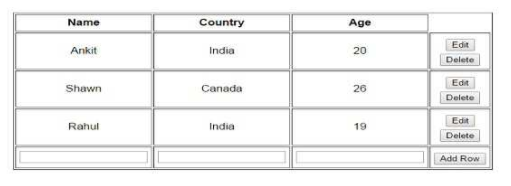 Name Country Age
Ankit India 20 Edit
Delete
Shawn Canada 26 Edit
Delete
Rahul India 19 Edit
Delete
Add Row